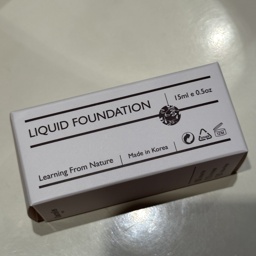 LIQUID FOUNDATION
15ml e 0.5oz
Learning From Nature
Made in Korea